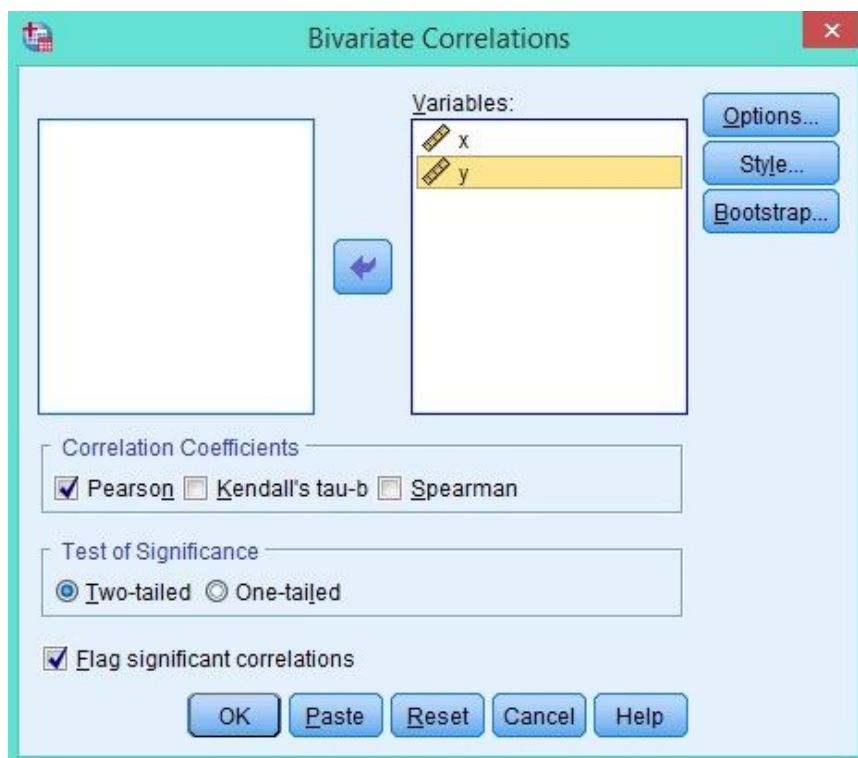 Bivariate Correlations
Variables:
x
y
Options...
Style...
Bootstrap...
Correlation Coefficients
Pearson Kendall's tau-b Spearman
Test of Significance
Two-tailed One-tailed
Flag significant correlations
OK Paste Reset Cancel Help